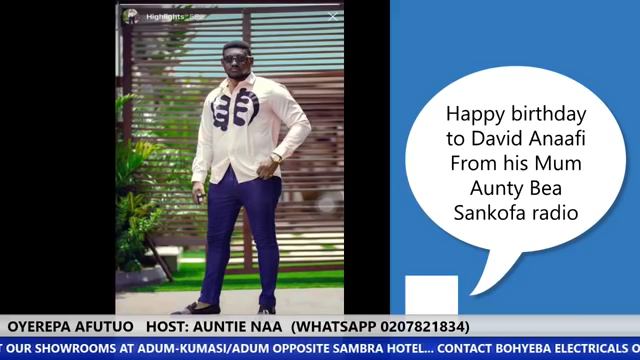 Highlights
Happy birthday
to David Anaafi
From his Mum
Aunty Bea
Sankofa radio
OYEREPA AFUTUO HOST: AUNTIE NAA (WHATSAPP 0207821834)
T OUR SHOWROOMS AT ADUM-KUMASI/ADUM OPPOSITE SAMBRA HOTEL... CONTACT BOHYEBA ELECTRICALS O